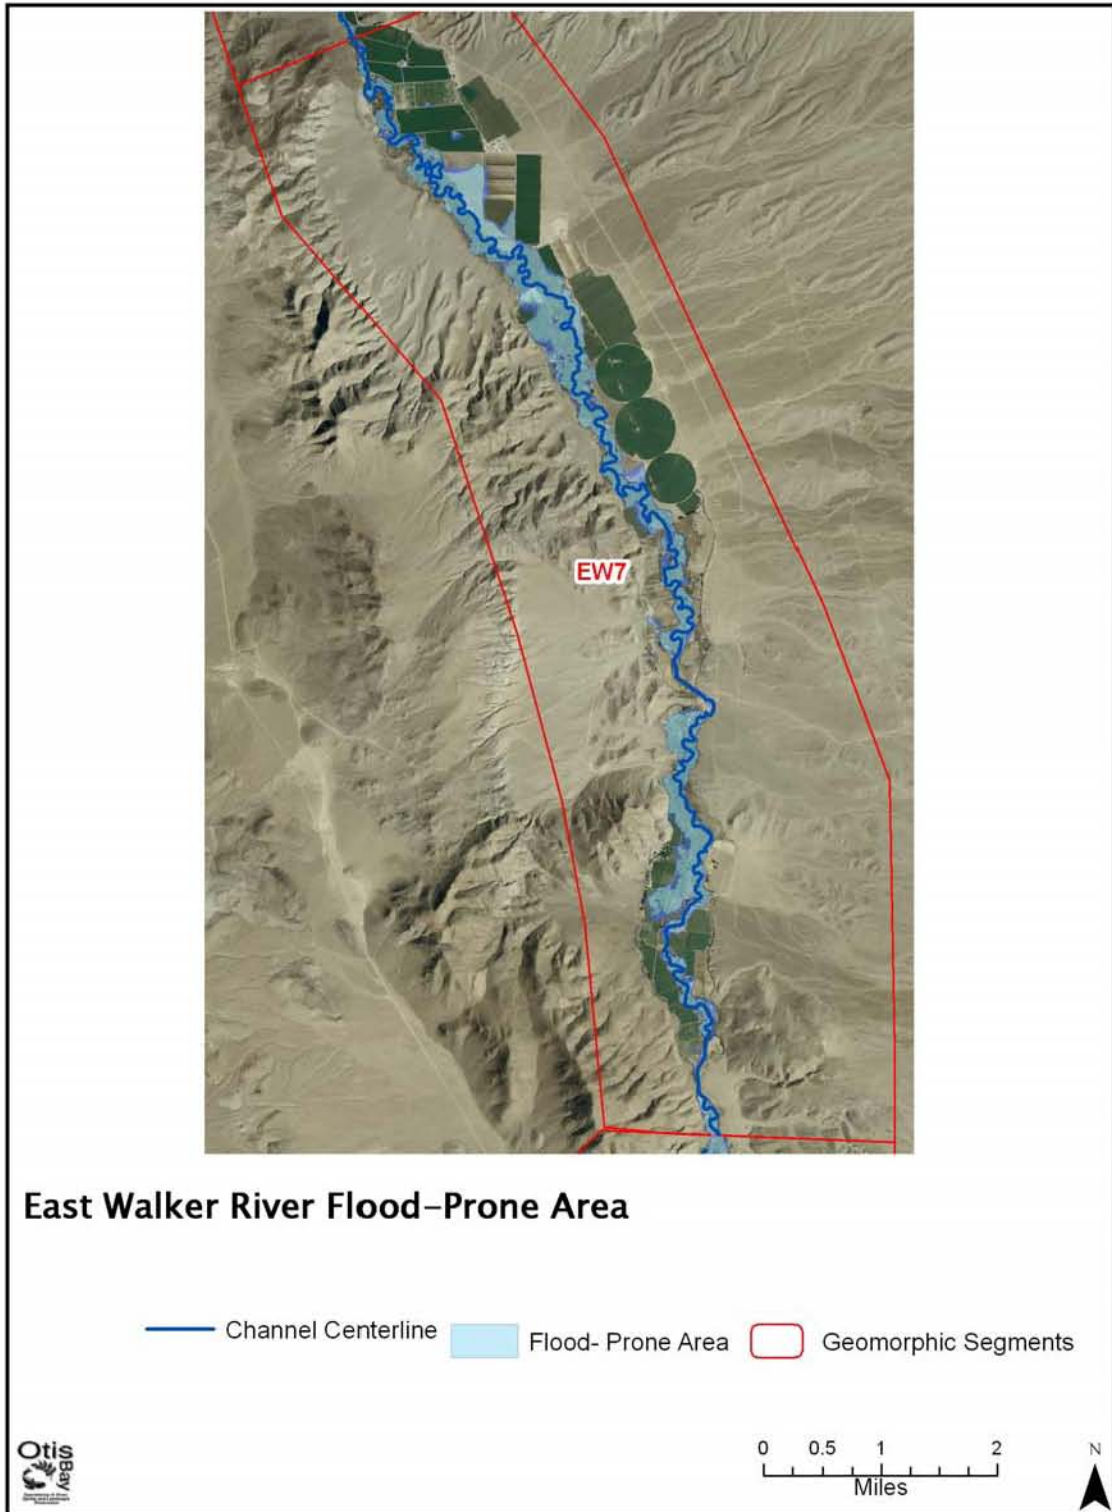 EW7
East Walker River Flood-Prone Area
Channel Centerline
Flood- Prone Area
Geomorphic Segments
Otis
Bay
0 0.5 1 2
Miles
N